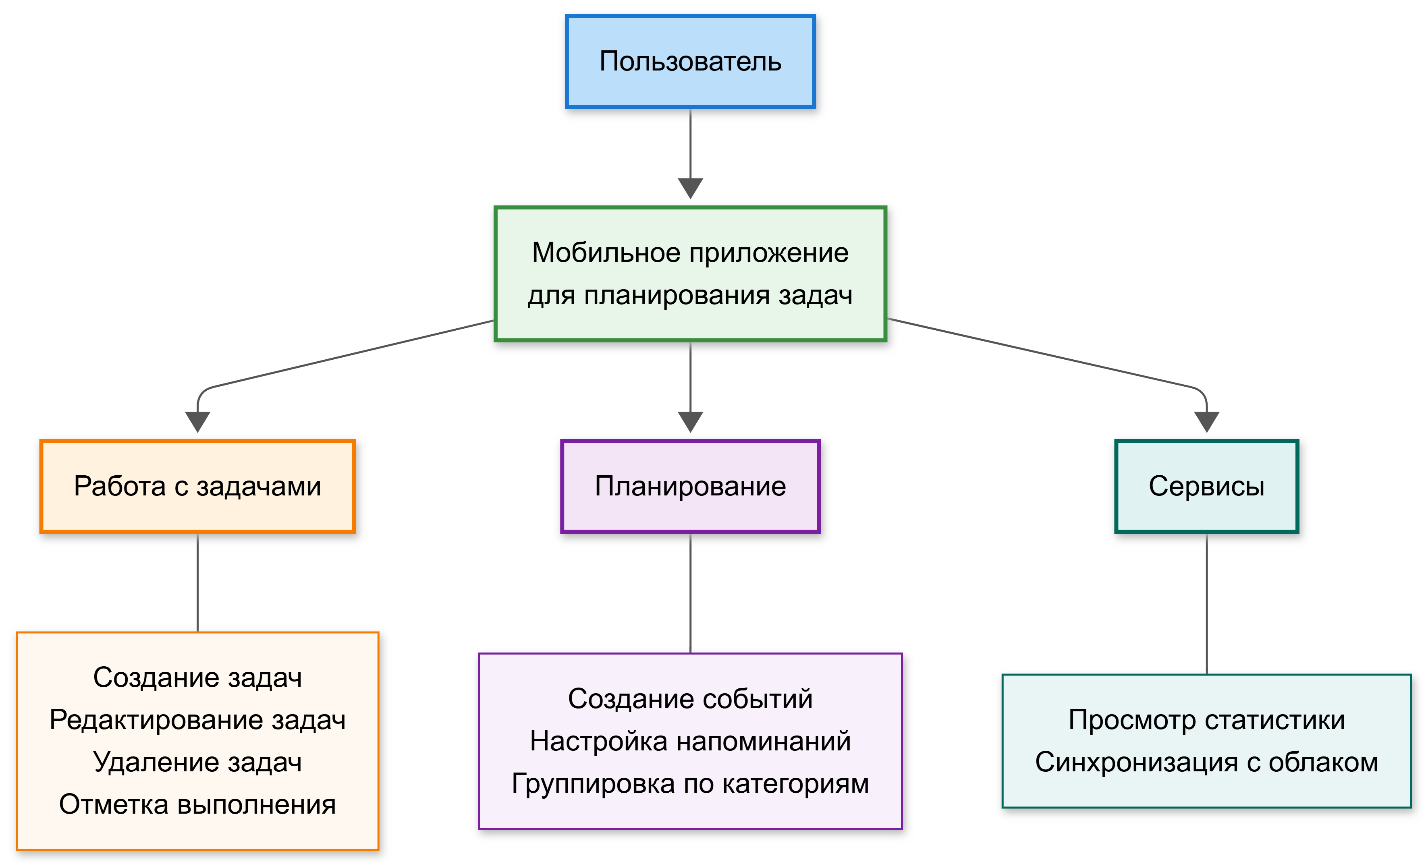 Пользователь
Мобильное приложение
для планирования задач
Работа с задачами
Планирование
Сервисы
Создание задач
Редактирование задач
Удаление задач
Отметка выполнения
Создание событий
Настройка напоминаний
Группировка по категориям
Просмотр статистики
Синхронизация с облаком